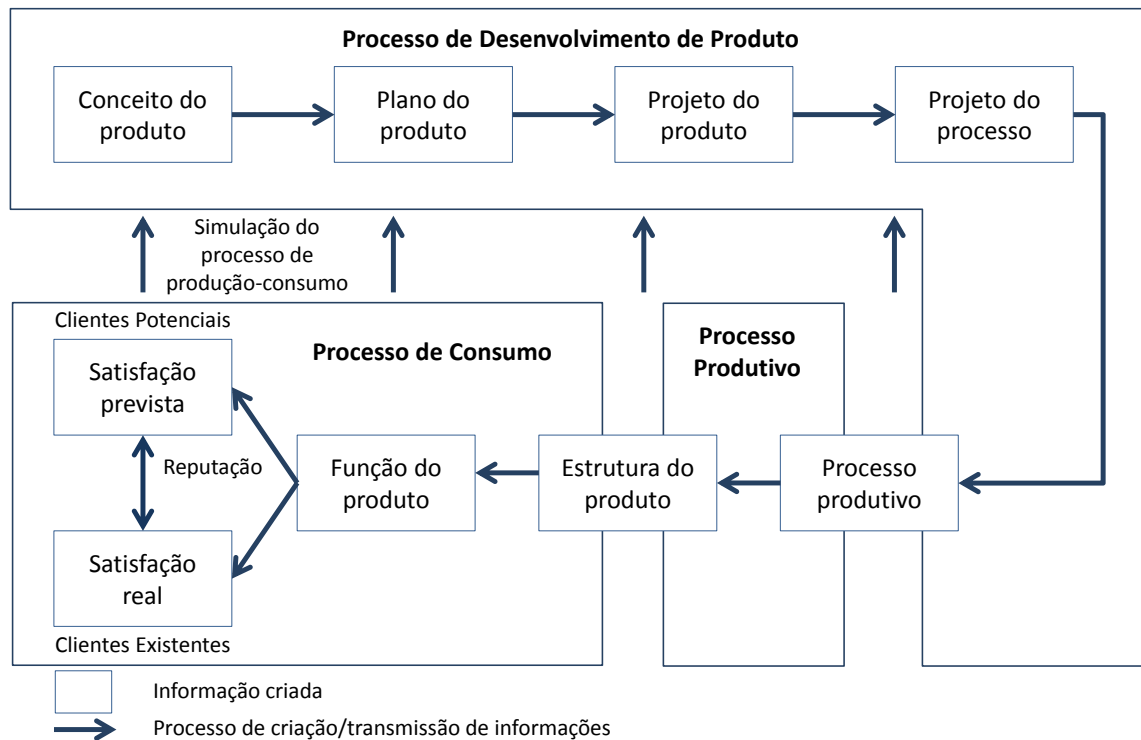 Processo de Desenvolvimento de Produto
Conceito do
produto
Plano do
produto
Projeto do
produto
Projeto do
processo
Simulação do
processo de
produção-consumo
Clientes Potenciais
Processo de Consumo
Processo
Produtivo
Satisfação
prevista
Reputação
Função do
produto
Estrutura do
produto
Processo
produtivo
Satisfação
real
Clientes Existentes
Informação criada
Processo de criação/transmissão de informações